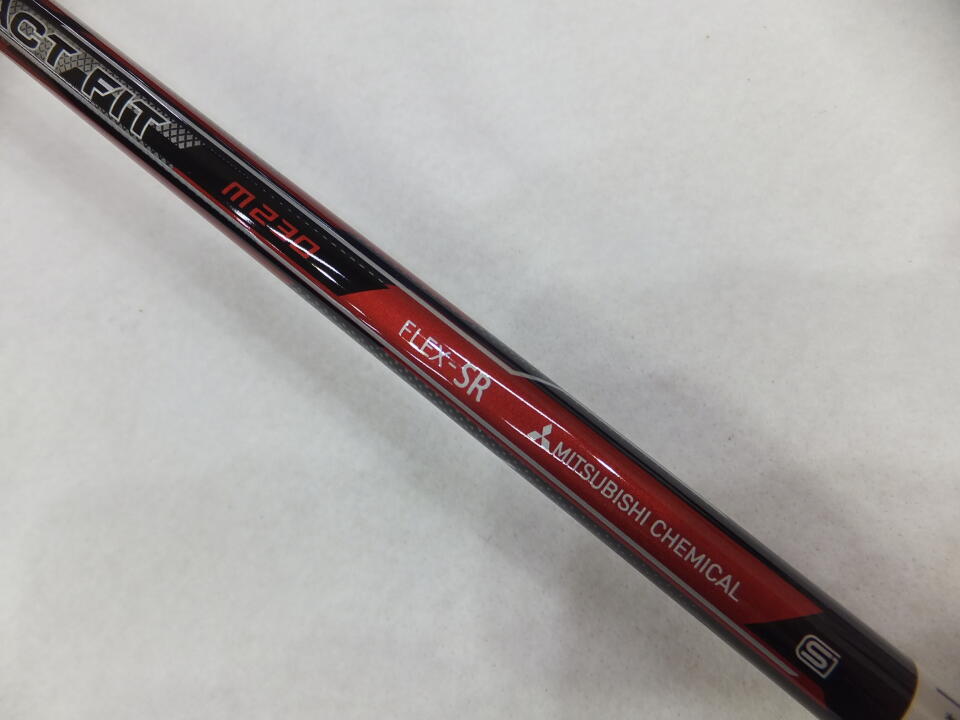 ACT FIT
M230
FLEX-SR
MITSUBISHI CHEMICAL
S